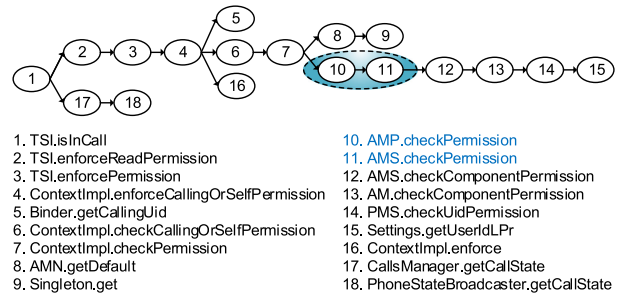 5
2 3 4 6 7 8 9
1 10 11 12 13 14 15
16
17 18
1. TSI.isInCall
2. TSI.enforceReadPermission
3. TSI.enforcePermission
4. ContextImpl.enforceCallingOrSelfPermission
5. Binder.getCallingUid
6. ContextImpl.checkCallingOrSelfPermission
7. ContextImpl.checkPermission
8. AMN.getDefault
9. Singleton.get
10. AMP.checkPermission
11. AMS.checkPermission
12. AMS.checkComponentPermission
13. AM.checkComponentPermission
14. PMS.checkUidPermission
15. Settings.getUserIdLPr
16. ContextImpl.enforce
17. CallsManager.getCallState
18. PhoneStateBroadcaster.getCallState